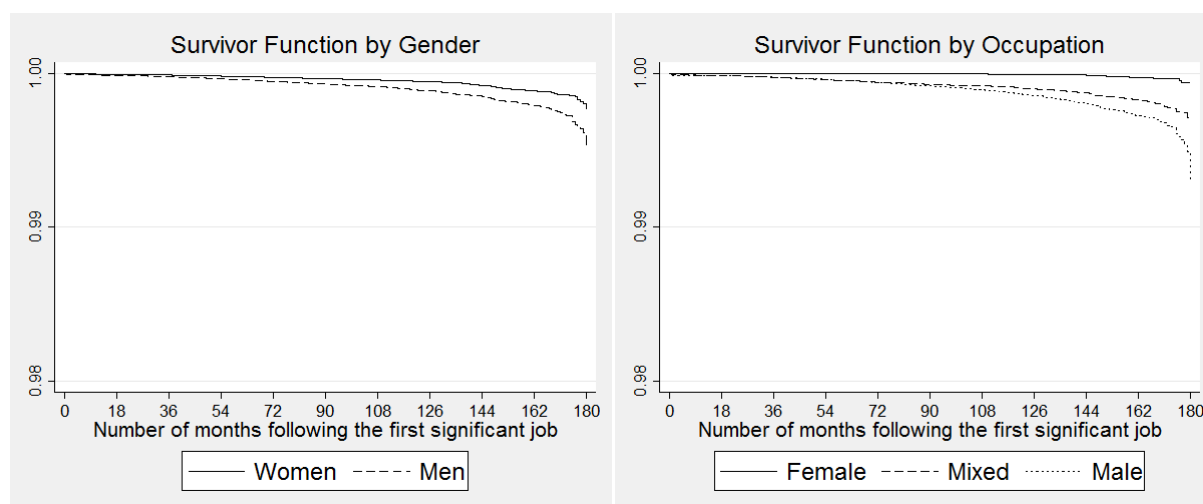 Survivor Function by Gender
1.00
0.99
0.98
0 18 36 54 72 90 108 126 144 162 180
Number of months following the first significant job
Women Men
Survivor Function by Occupation
1.00
0.99
0.98
0 18 36 54 72 90 108 126 144 162 180
Number of months following the first significant job
Female Mixed Male